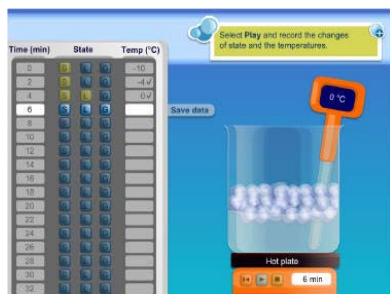 Select Play and record the changes
of state and the temperatures.
Time (min) State Temp (°C)
0 S L G -10
2 S L G -4√
4 S L G 0√
6 S L G
Save data
8
10
12
14
16
18
20
22
24
26
28
30
32
0 °C
Hot plate
6 min